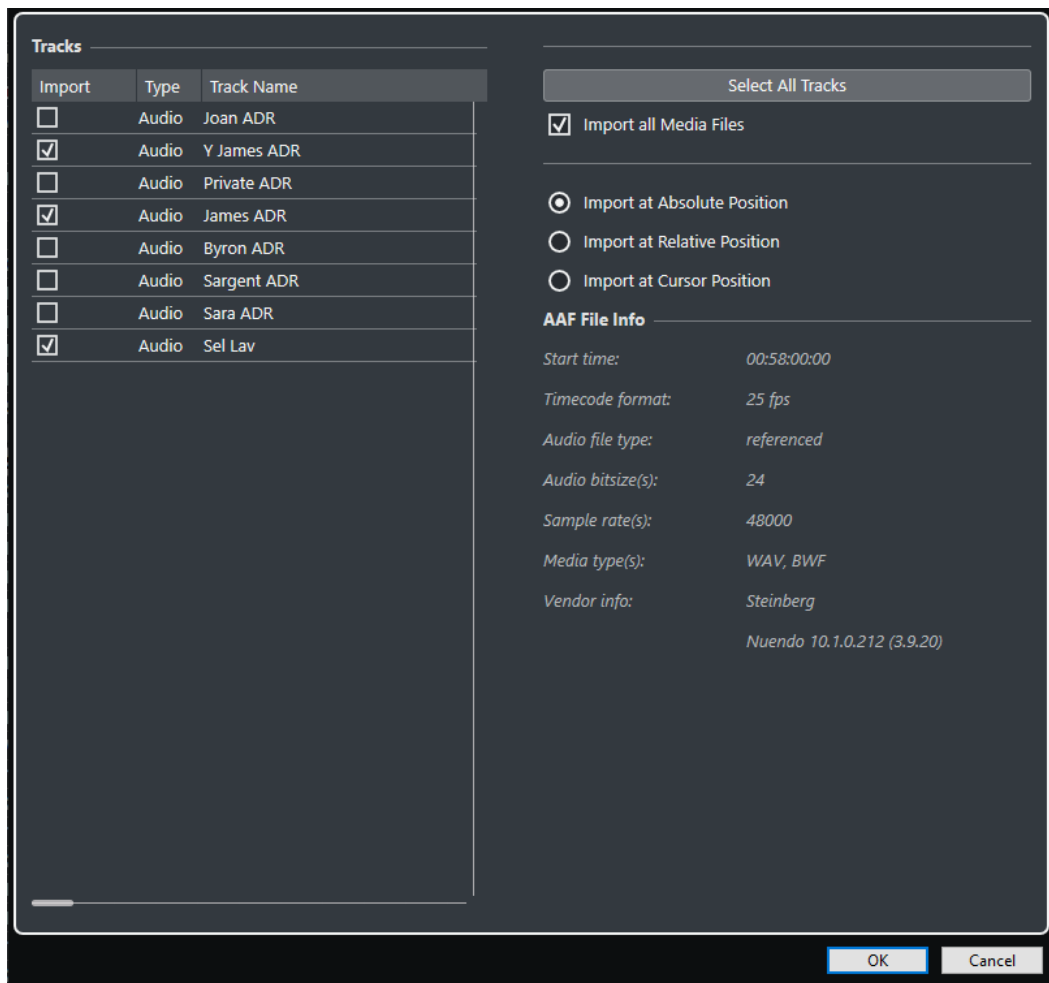 Tracks
Import Type Track Name
Audio Joan ADR
Audio Y James ADR
Audio Private ADR
Audio James ADR
Audio Byron ADR
Audio Sargent ADR
Audio Sara ADR
Audio Sel Lav
Select All Tracks
Import all Media Files
Import at Absolute Position
Import at Relative Position
Import at Cursor Position
AAF File Info
Start time: 00:58:00:00
Timecode format: 25 fps
Audio file type: referenced
Audio bitsize(s): 24
Sample rate(s): 48000
Media type(s): WAV, BWF
Vendor info: Steinberg
Nuendo 10.1.0.212 (3.9.20)
OK Cancel